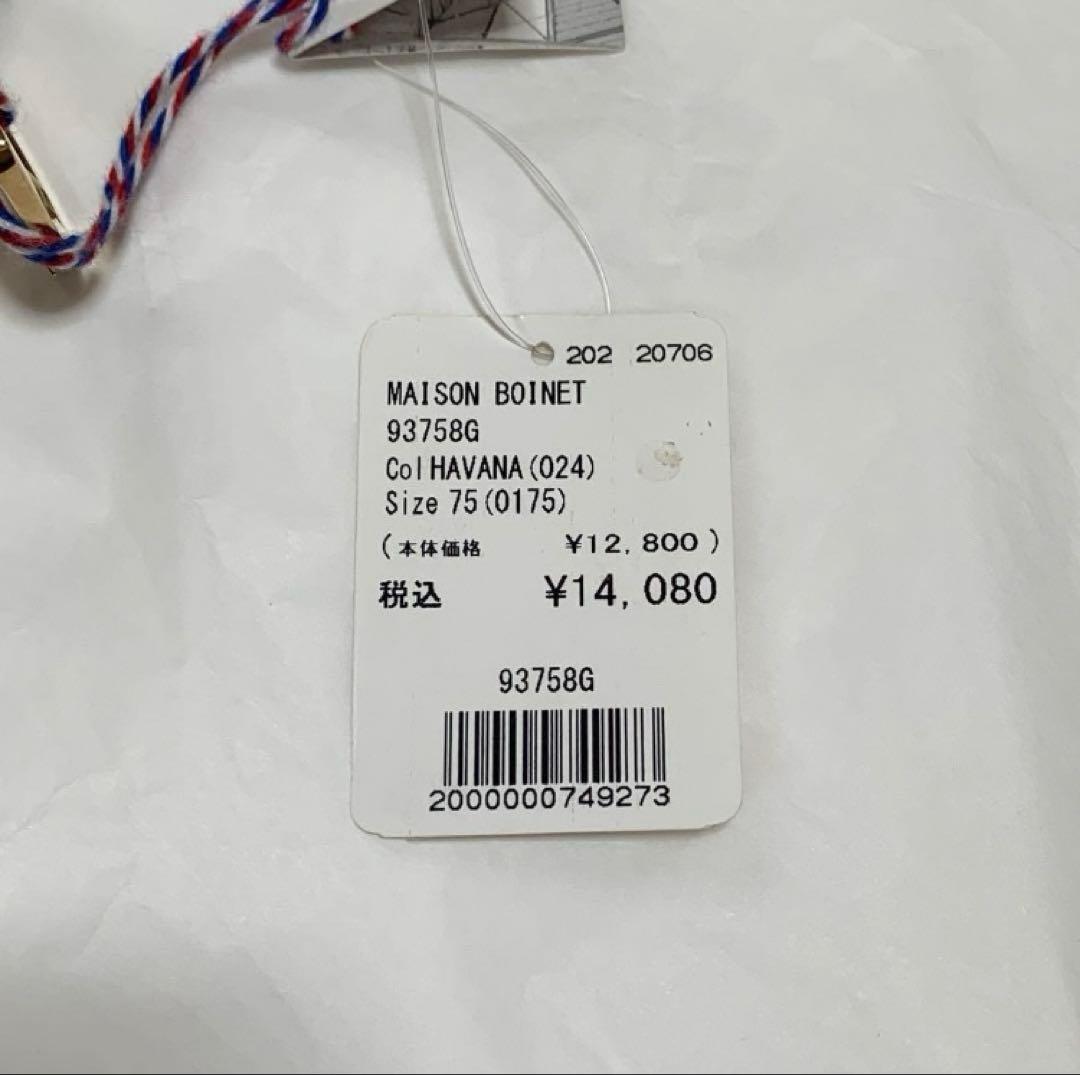 202 20706
MAISON BOINET
93758G
Col HAVANA(024)
Size 75(0175)
(本体価格 ¥12,800)
税込 ¥14,080
93758G
2000000749273